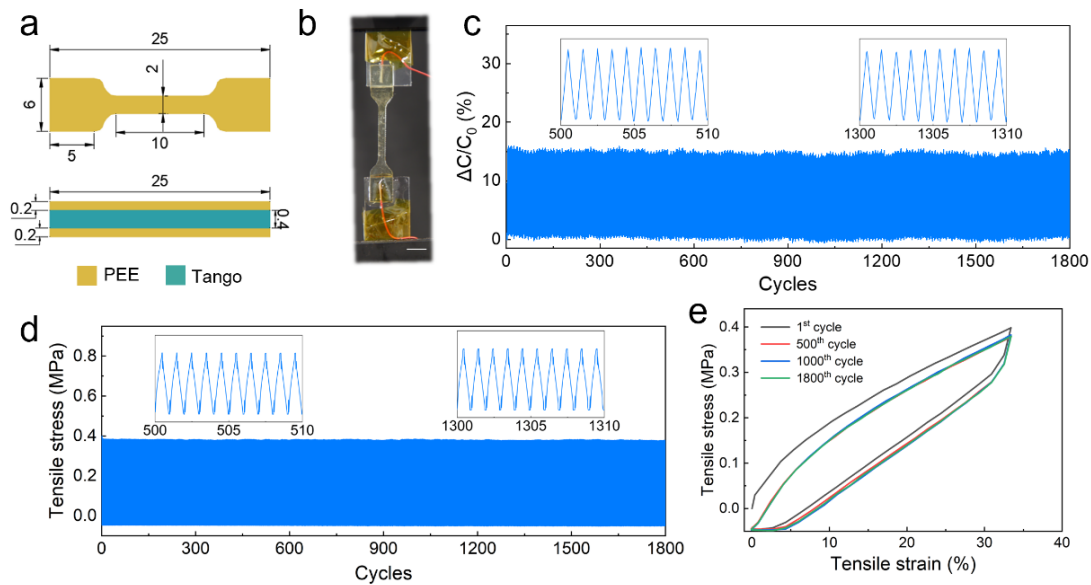 a
25
2
6
5
10
25
0.2
0.4
0.2
PEE
Tango
b
c
ΔC/C₀ (%)
30
20
10
0
500 505 510
1300 1305 1310
0 300 600 900 1200 1500 1800
Cycles
d
Tensile stress (MPa)
0.8
0.6
0.4
0.2
0.0
500 505 510
1300 1305 1310
0 300 600 900 1200 1500 1800
Cycles
e
Tensile stress (MPa)
0.4
0.3
0.2
0.1
0.0
1ˢᵗ cycle
500ᵗʰ cycle
1000ᵗʰ cycle
1800ᵗʰ cycle
0 10 20 30 40
Tensile strain (%)